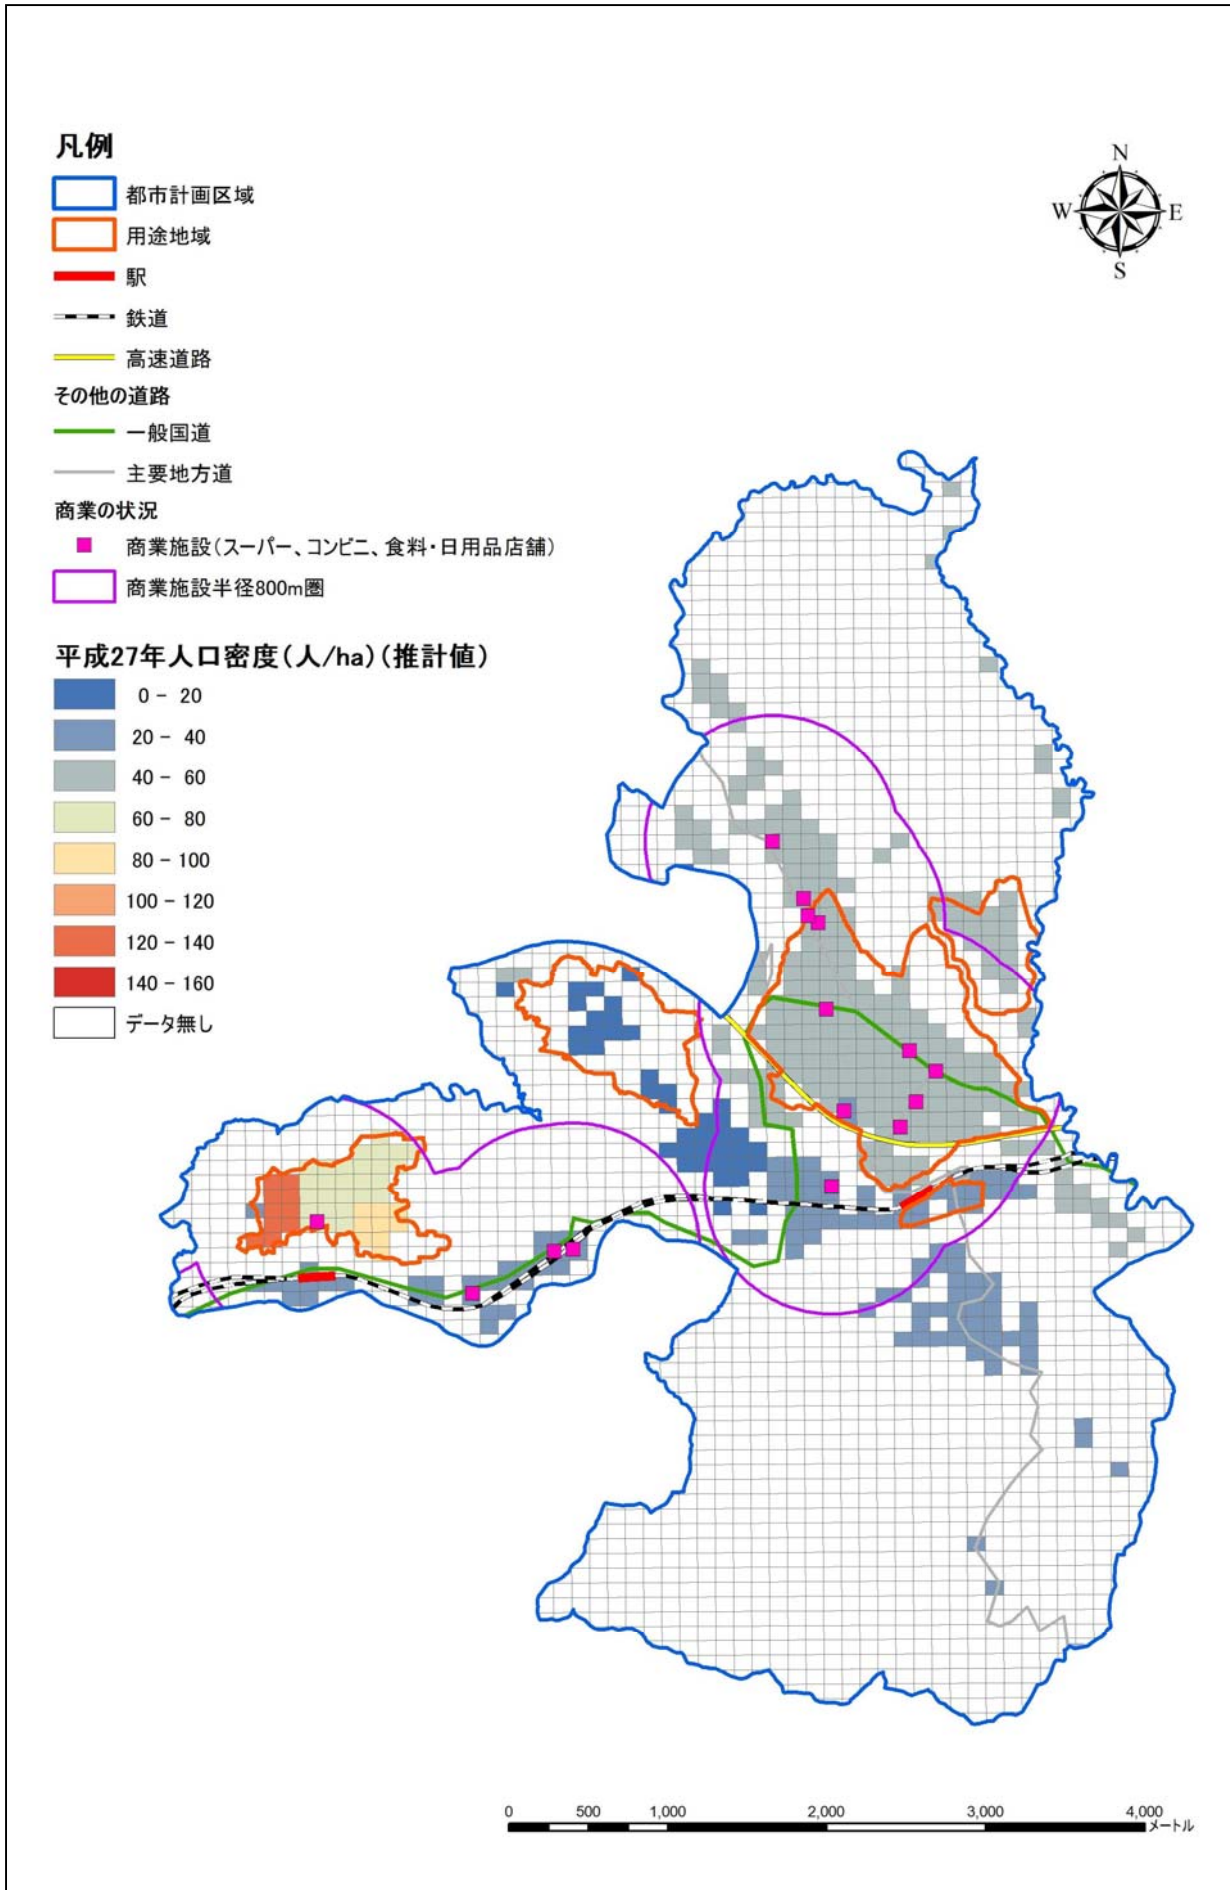 凡例
都市計画区域
用途地域
駅
鉄道
高速道路
その他の道路
一般国道
主要地方道
商業の状況
商業施設(スーパー、コンビニ、食料・日用品店舗)
商業施設半径800m圏
平成27年人口密度(人/ha)(推計値)
0 - 20
20 - 40
40 - 60
60 - 80
80 - 100
100 - 120
120 - 140
140 - 160
データ無し
N
W E
S
0 500 1,000 2,000 3,000 4,000
メートル